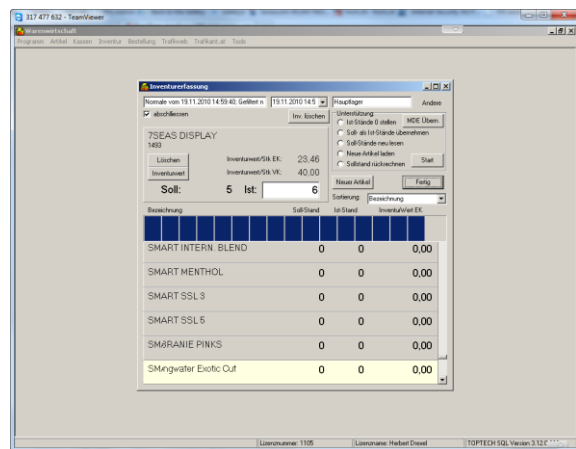 317 477 632 - TeamViewer
Warenwirtschaft
Programm Artikel Kassen Inventur Bestellung Trafikweb Trafikant.at Tools
Inventurerfassung
Normale vom 19.11.2010 14:59:40; Gefiltert n 19.11.2010 14:5 Hauptlager Andere
abschliessen Inv. löschen
Unterstützung:
Ist-Stände 0 stellen MDE Übern.
Soll- als Ist-Stände übernehmen
Soll-Stände neu lesen
Neue Artikel laden
Sollstand rückrechnen Start
7SEAS DISPLAY
1493
Löschen Inventurwert/Stk EK: 23,46
Inventurwert Inventurwert/Stk VK: 40,00
Soll: 5 Ist: 6
Neuer Artikel Fertig
Sortierung: Bezeichnung
Bezeichnung Soll-Stand Ist-Stand InventurWert EK
SMART INTERN. BLEND 0 0 0,00
SMART MENTHOL 0 0 0,00
SMART SSL 3 0 0 0,00
SMART SSL 5 0 0 0,00
PINKS 0 0 0,00
Exotic Cut 0 0 0,00
Lizenznummer: 1105 Lizenzname: Herbert Drexel TOPTECH SQL Version 3.12.0